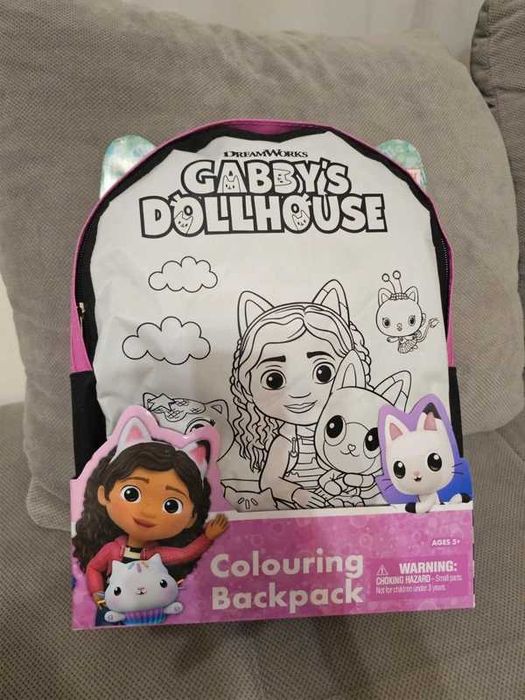 DREAMWORKS
GABBY'S
DOLLHOUSE
AGES 5+
Colouring
Backpack
WARNING:
CHOKING HAZARD - Small parts.
Not for children under 3 years.